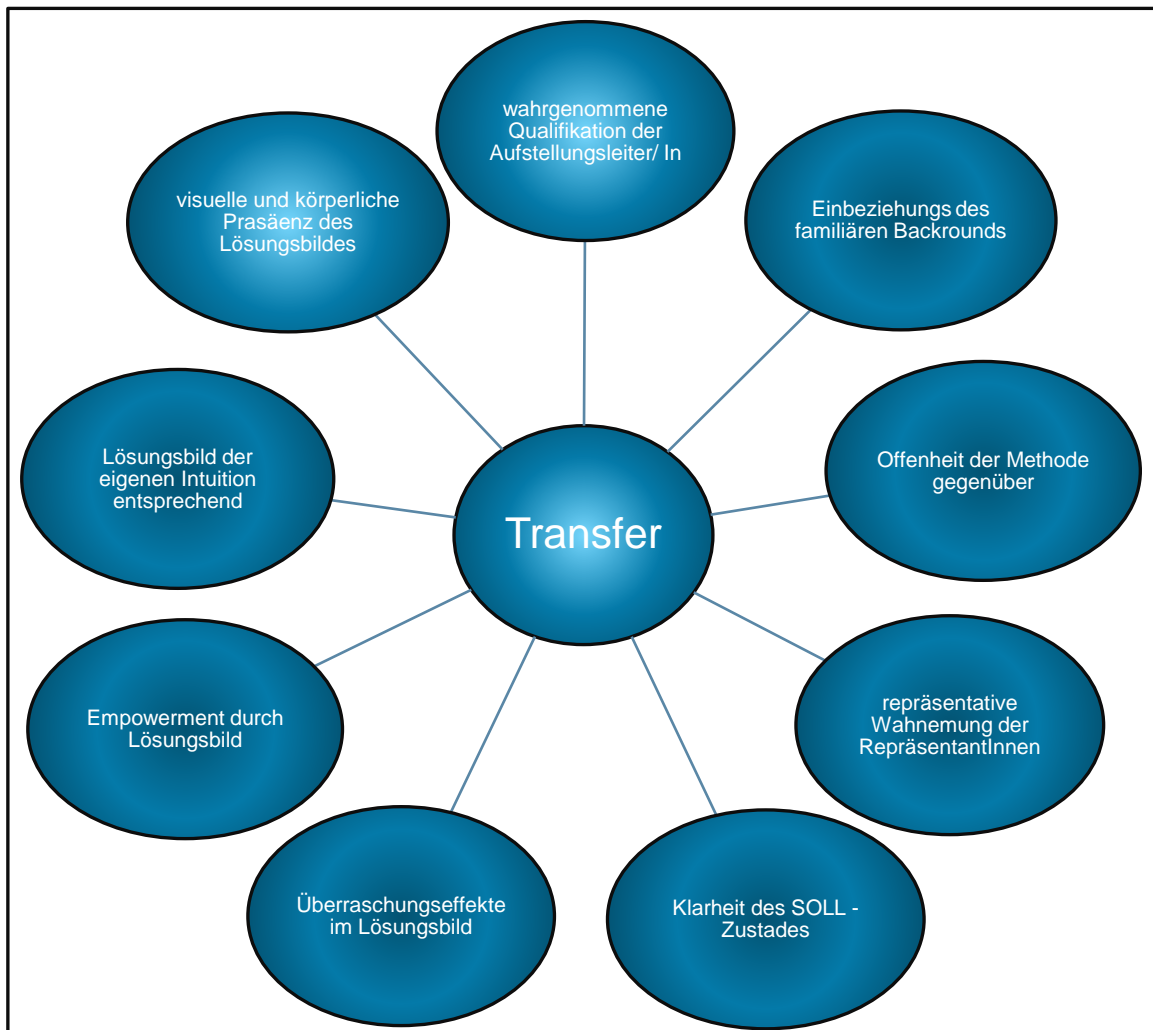 wahrgenommene
Qualifikation der
Aufstellungsleiter/ In
Einbeziehungs des
familiären Backrounds
Offenheit der Methode
gegenüber
repräsentative
Wahnemung der
RepräsentantInnen
Klarheit des SOLL -
Zustades
Überraschungseffekte
im Lösungsbild
Empowerment durch
Lösungsbild
Lösungsbild der
eigenen Intuition
entsprechend
visuelle und körperliche
Prasäenz des
Lösungsbildes
Transfer